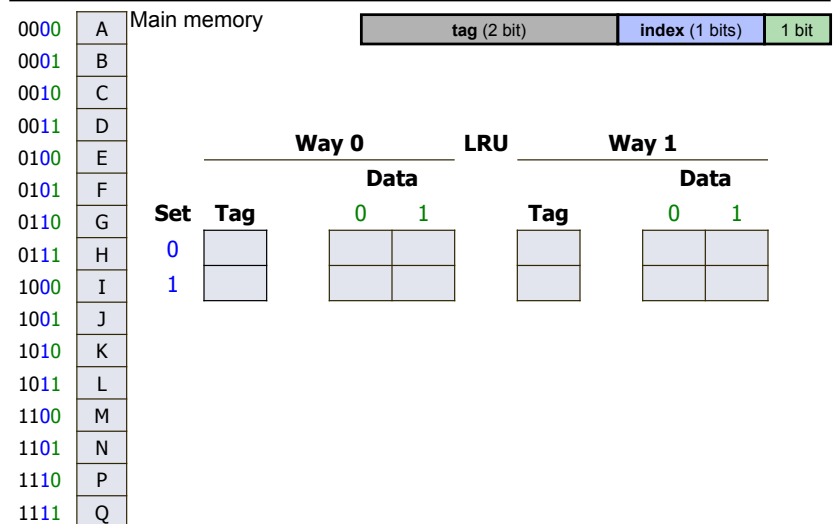 Main memory
tag (2 bit) index (1 bits) 1 bit
0000 A
0001 B
0010 C
0011 D
0100 E
0101 F
0110 G
0111 H
1000 I
1001 J
1010 K
1011 L
1100 M
1101 N
1110 P
1111 Q
Way 0 LRU Way 1
Data Data
Set Tag 0 1 Tag 0 1
0
1